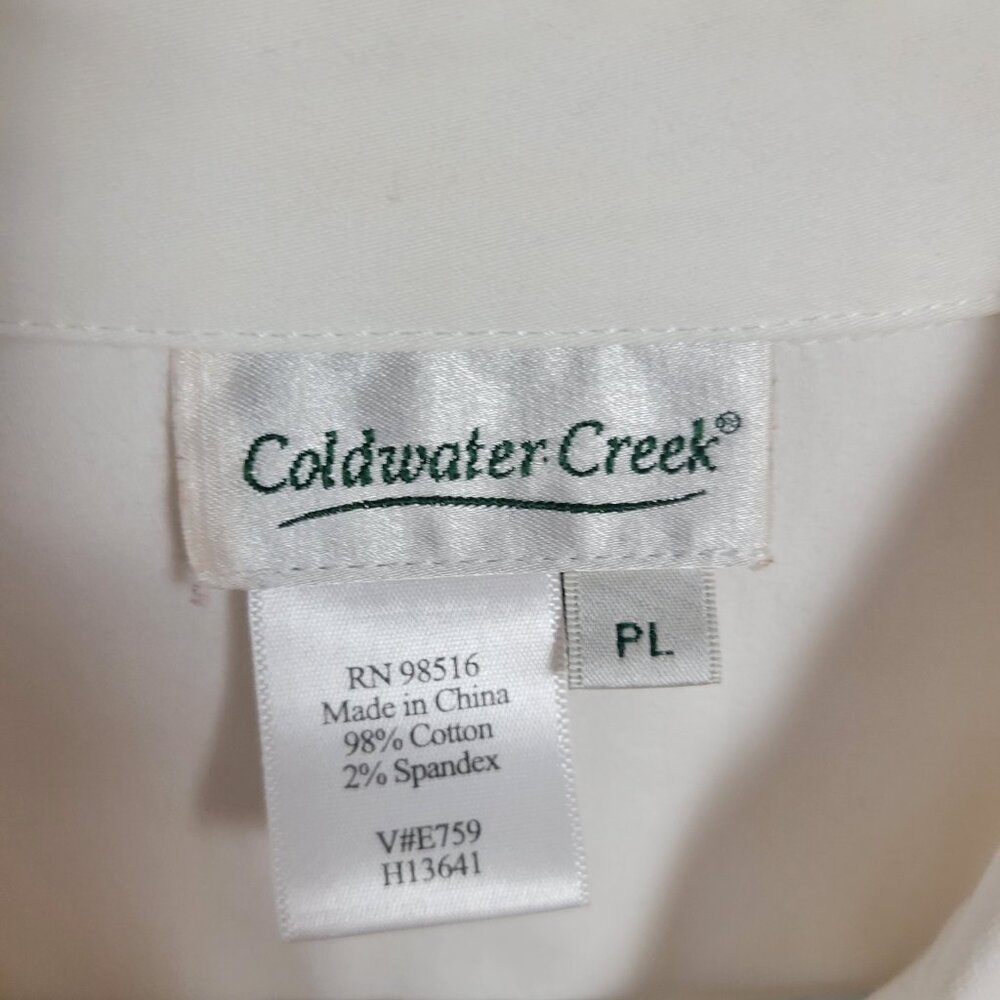 Coldwater Creek®
PL
RN 98516
Made in China
98% Cotton
2% Spandex
V#E759
H13641